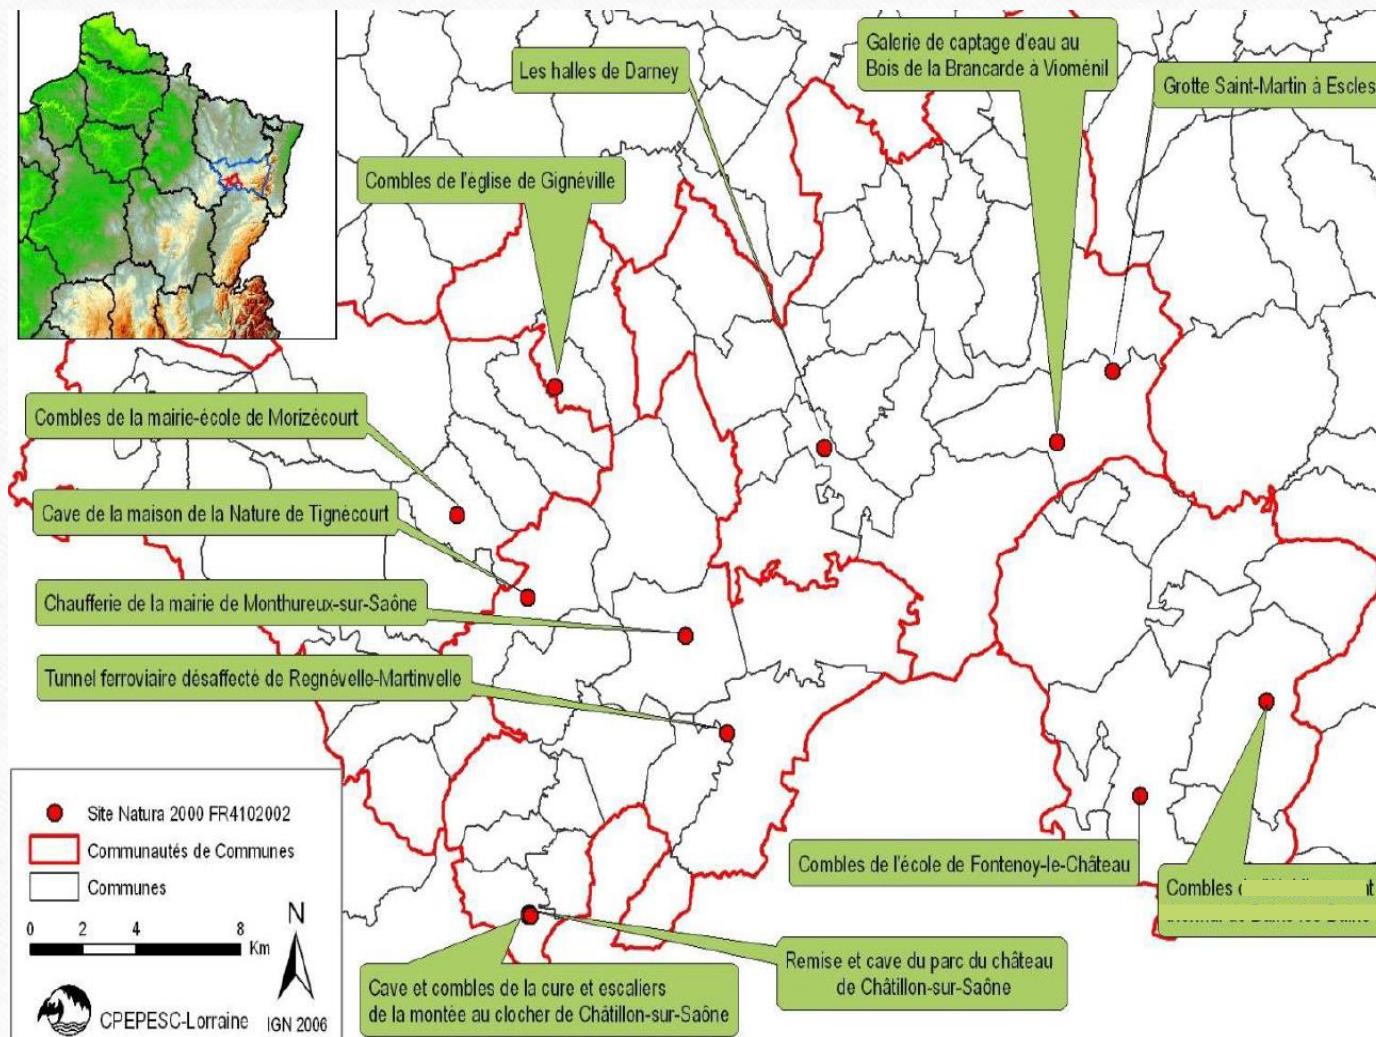 Les halles de Darney
Galerie de captage d'eau au
Bois de la Brancarde à Vioménil
Grotte Saint-Martin à Escles
Combles de l'église de Gignéville
Combles de la mairie-école de Morizécourt
Cave de la maison de la Nature de Tignécourt
Chaufferie de la mairie de Monthureux-sur-Saône
Tunnel ferroviaire désaffecté de Regnévelle-Martinvelle
Combles de l'école de Fontenoy-le-Château
Combles
Remise et cave du parc du château
de Châtillon-sur-Saône
Cave et combles de la cure et escaliers
de la montée au clocher de Châtillon-sur-Saône
Site Natura 2000 FR4102002
Communautés de Communes
Communes
0 2 4 8
Km
N
CPEPESC-Lorraine
IGN 2006